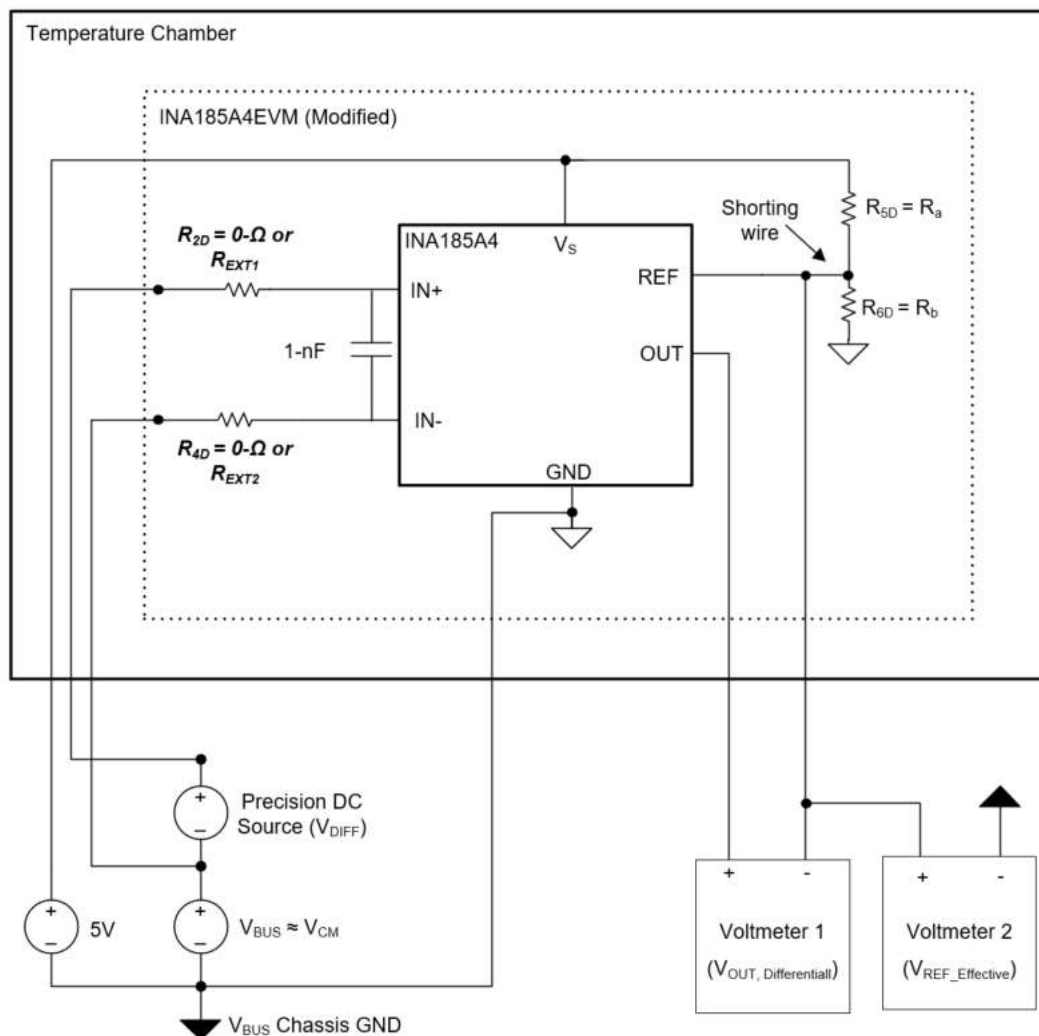 Temperature Chamber
INA185A4EVM (Modified)
R2D = 0-Ω or
REXT1
INA185A4
VS
Shorting
wire
R5D = Ra
REF
IN+
R6D = Rb
1-nF
OUT
IN-
R4D = 0-Ω or
REXT2
GND
+
−
Precision DC
Source (VDIFF)
+
−
5V
+
−
VBUS ≈ VCM
VBUS Chassis GND
+
-
Voltmeter 1
(VOUT, Differentiall)
+
-
Voltmeter 2
(VREF_Effective)